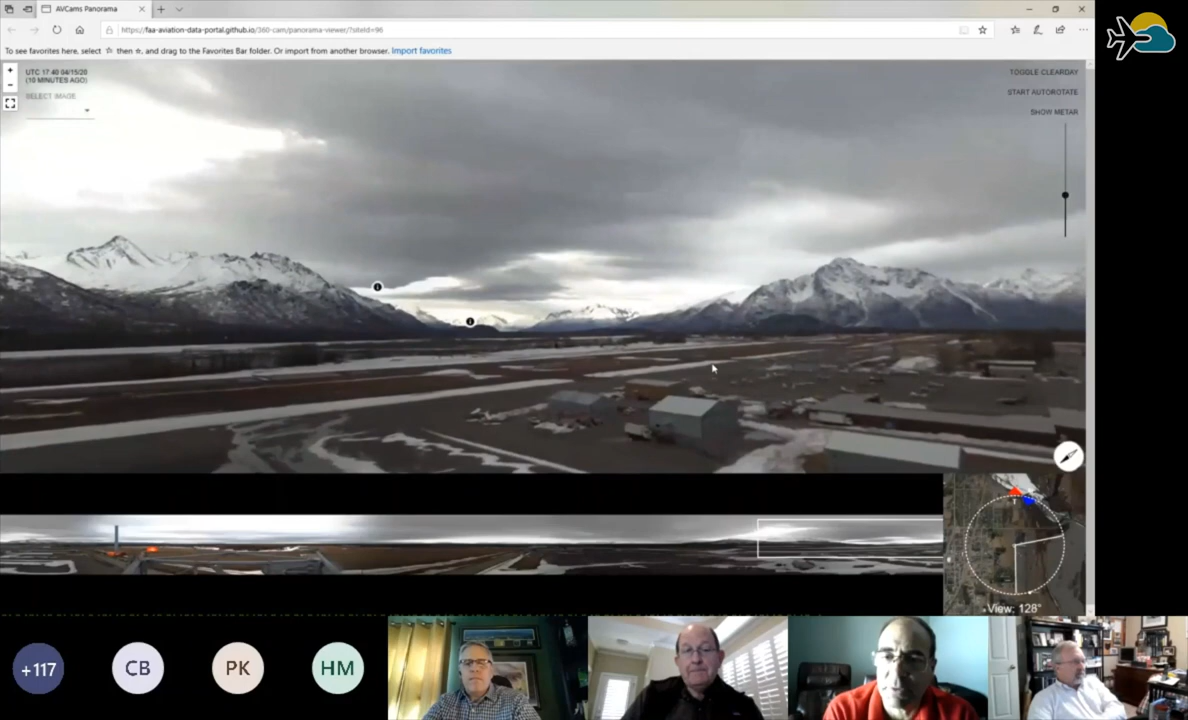 AVCams Panorama
https://faa-aviation-data-portal.github.io/360-cam/panorama-viewer/?siteId=96
To see favorites here, select ☆ then ☆, and drag to the Favorites Bar folder. Or import from another browser. Import favorites
UTC 17:40 04/15/20
(10 MINUTES AGO)
SELECT IMAGE
TOGGLE CLEARDAY
START AUTOROTATE
SHOW METAR
View: 128°
+117
CB
PK
HM